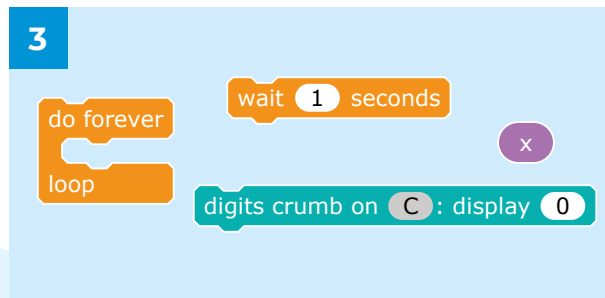 3
do forever
loop
wait 1 seconds
x
digits crumb on C : display 0